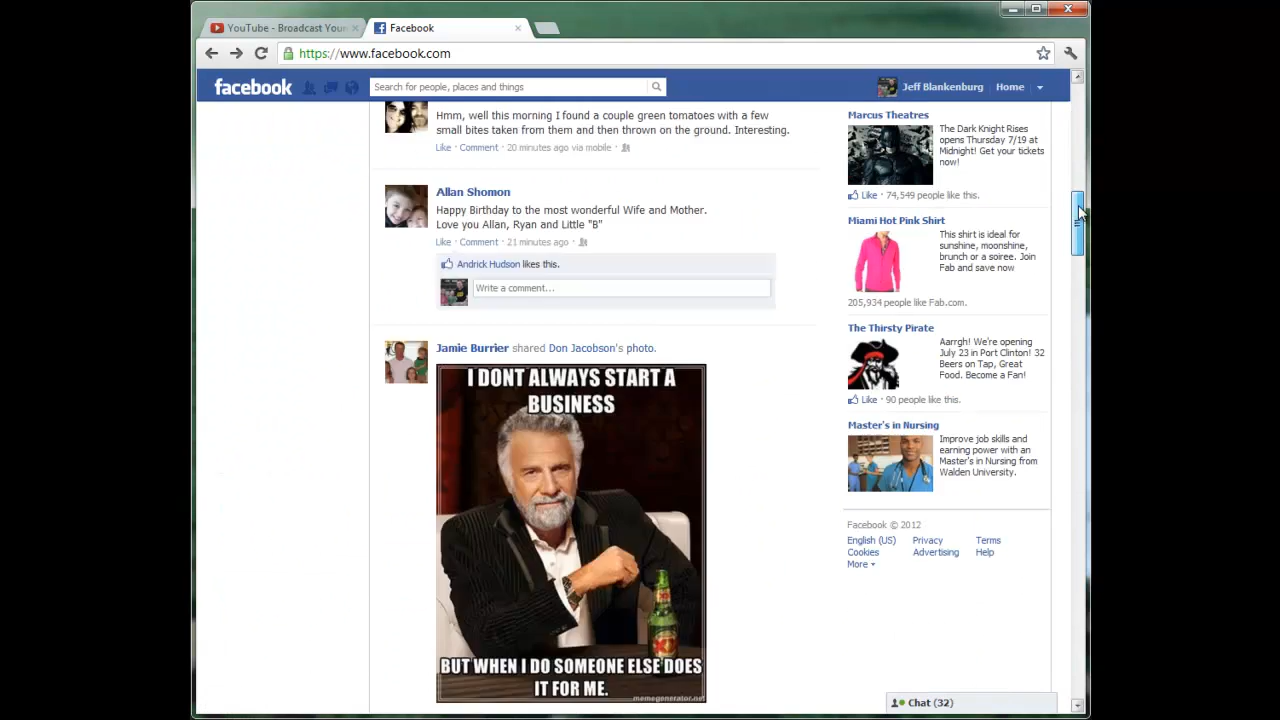 YouTube - Broadcast Your
Facebook
https://www.facebook.com
facebook
Search for people, places and things
Jeff Blankenburg
Home
Hmm, well this morning I found a couple green tomatoes with a few
small bites taken from them and then thrown on the ground. Interesting.
Like · Comment · 20 minutes ago via mobile ·
Allan Shomon
Happy Birthday to the most wonderful Wife and Mother.
Love you Allan, Ryan and Little "B"
Like · Comment · 21 minutes ago ·
Andrick Hudson likes this.
Write a comment...
Jamie Burrier shared Don Jacobson's photo.
I DONT ALWAYS START A
BUSINESS
BUT WHEN I DO SOMEONE ELSE DOES
IT FOR ME.
memegenerator.net
Marcus Theatres
The Dark Knight Rises
opens Thursday 7/19 at
Midnight! Get your tickets
now!
Like · 74,549 people like this.
Miami Hot Pink Shirt
This shirt is ideal for
sunshine, moonshine,
brunch or a soiree. Join
Fab and save now
205,934 people like Fab.com.
The Thirsty Pirate
Aarrgh! We're opening
July 23 in Port Clinton! 32
Beers on Tap, Great
Food. Become a Fan!
Like · 90 people like this.
Master's in Nursing
Improve job skills and
earning power with an
Master's in Nursing from
Walden University.
Facebook © 2012
English (US) Privacy Terms
Cookies Advertising Help
More
Chat (32)